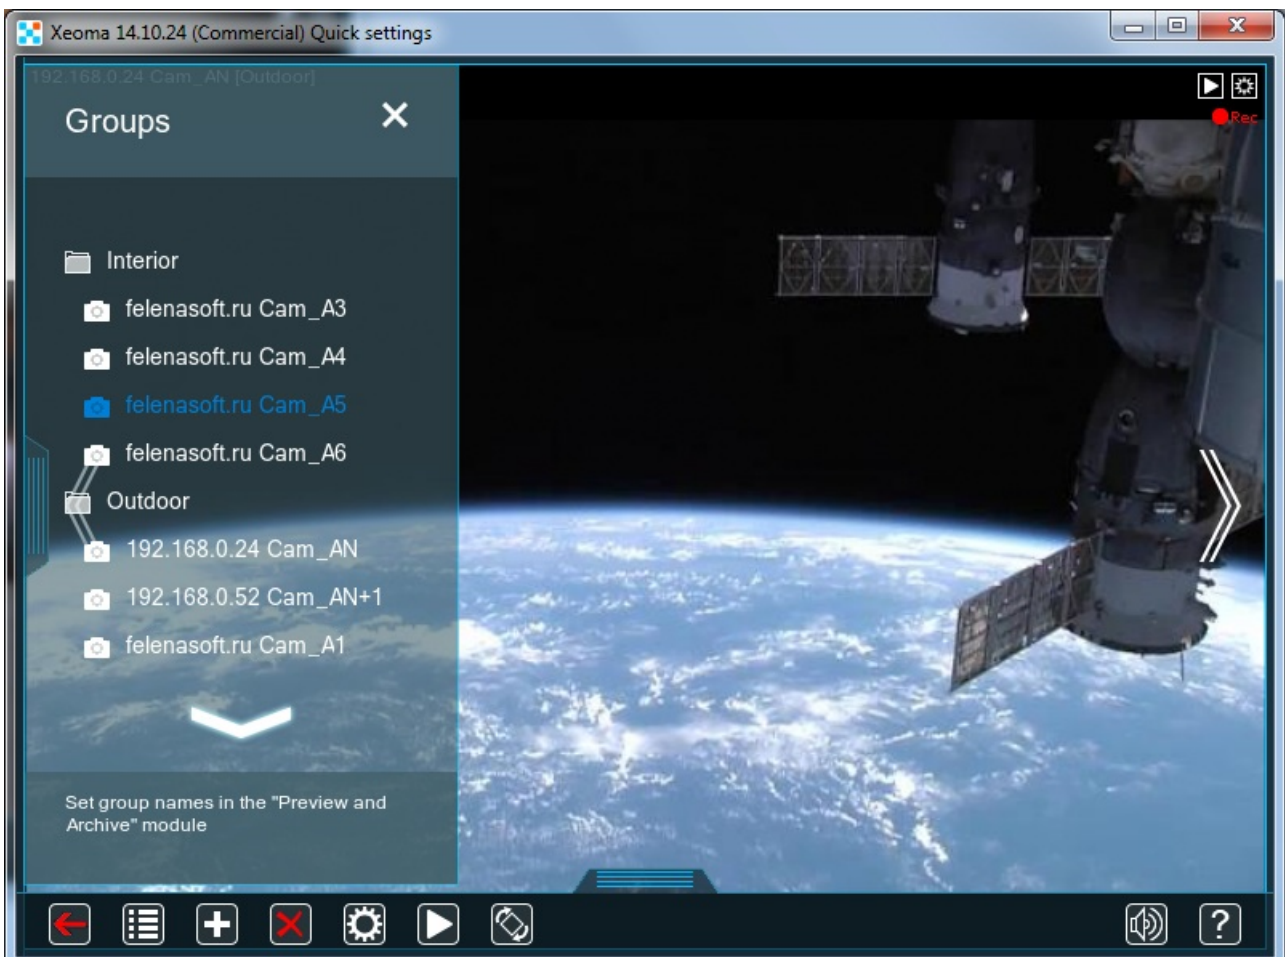 Xeoma 14.10.24 (Commercial) Quick settings
192.168.0.24 Cam_AN [Outdoor]
Groups
Rec
Interior
felenasoft.ru Cam_A3
felenasoft.ru Cam_A4
felenasoft.ru Cam_A5
felenasoft.ru Cam_A6
Outdoor
192.168.0.24 Cam_AN
192.168.0.52 Cam_AN+1
felenasoft.ru Cam_A1
Set group names in the "Preview and
Archive" module